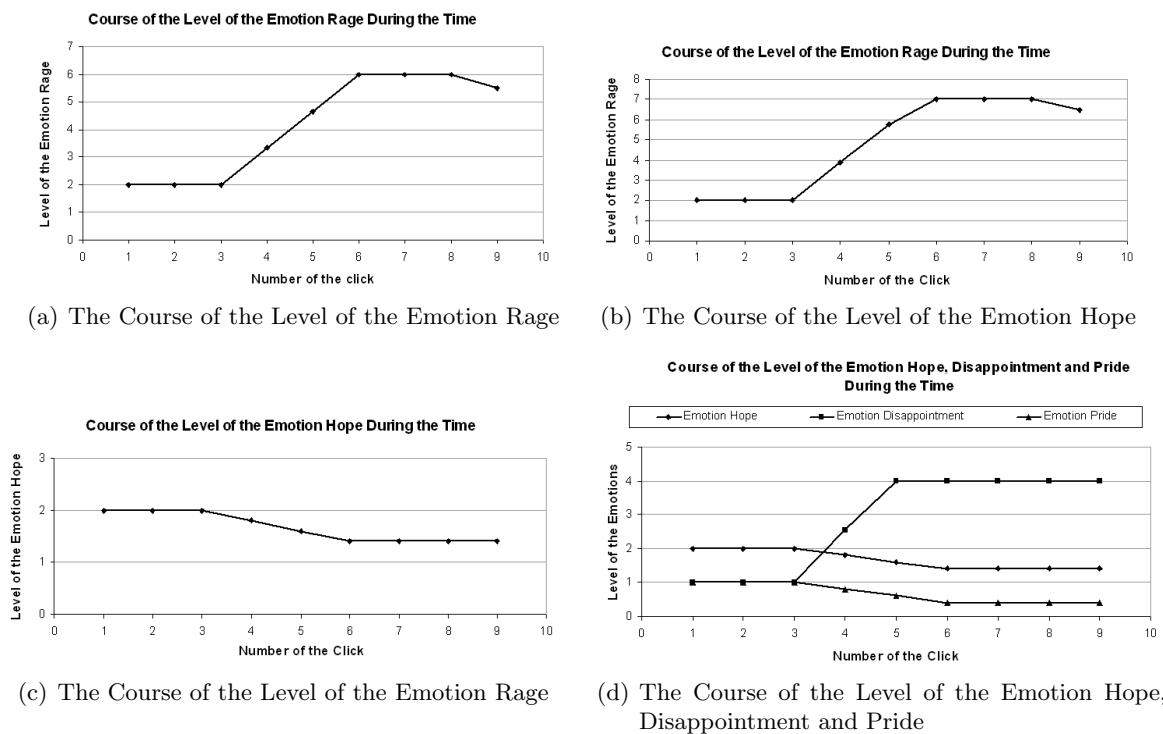 Course of the Level of the Emotion Rage During the Time
Level of the Emotion Rage
7
6
5
4
3
2
1
0
0 1 2 3 4 5 6 7 8 9 10
Number of the click
(a) The Course of the Level of the Emotion Rage
Course of the Level of the Emotion Rage During the Time
Level of the Emotion Rage
8
7
6
5
4
3
2
1
0
0 1 2 3 4 5 6 7 8 9 10
Number of the Click
(b) The Course of the Level of the Emotion Hope
Course of the Level of the Emotion Hope During the Time
Level of the Emotion Hope
3
2
1
0
0 1 2 3 4 5 6 7 8 9 10
Number of the Click
(c) The Course of the Level of the Emotion Rage
Course of the Level of the Emotion Hope, Disappointment and Pride
During the Time
Emotion Hope Emotion Disappointment Emotion Pride
Level of the Emotions
5
4
3
2
1
0
0 1 2 3 4 5 6 7 8 9 10
Number of the Click
(d) The Course of the Level of the Emotion Hope,
Disappointment and Pride